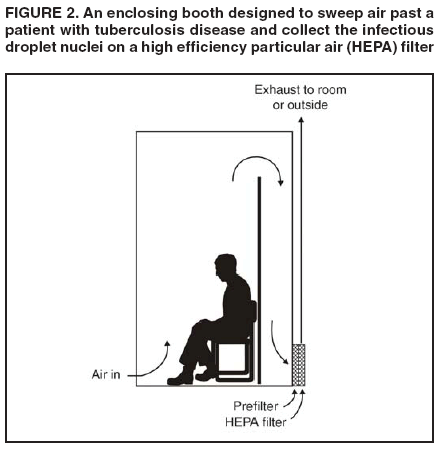 FIGURE 2. An enclosing booth designed to sweep air past a
patient with tuberculosis disease and collect the infectious
droplet nuclei on a high efficiency particular air (HEPA) filter
Exhaust to room
or outside
Air in
Prefilter
HEPA filter